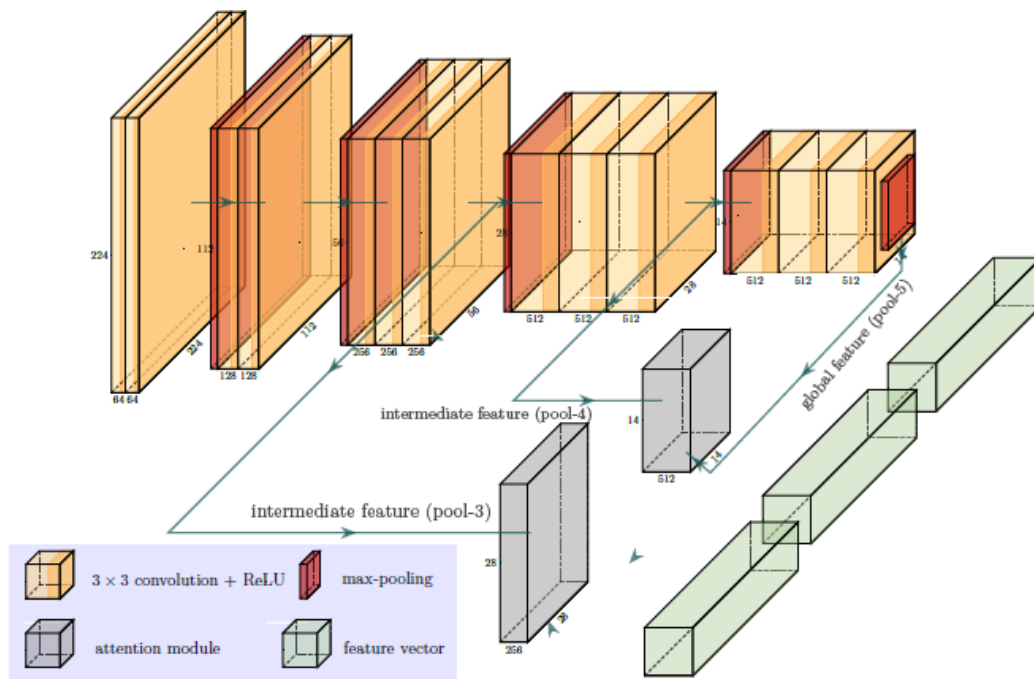 64 64
224
224
128 128
112
112
256 256 256
56
56
512 512 512
28
28
512 512 512
14
14
intermediate feature (pool-4)
14
512
14
global feature (pool-5)
intermediate feature (pool-3)
28
256
28
3 × 3 convolution + ReLU
max-pooling
attention module
feature vector